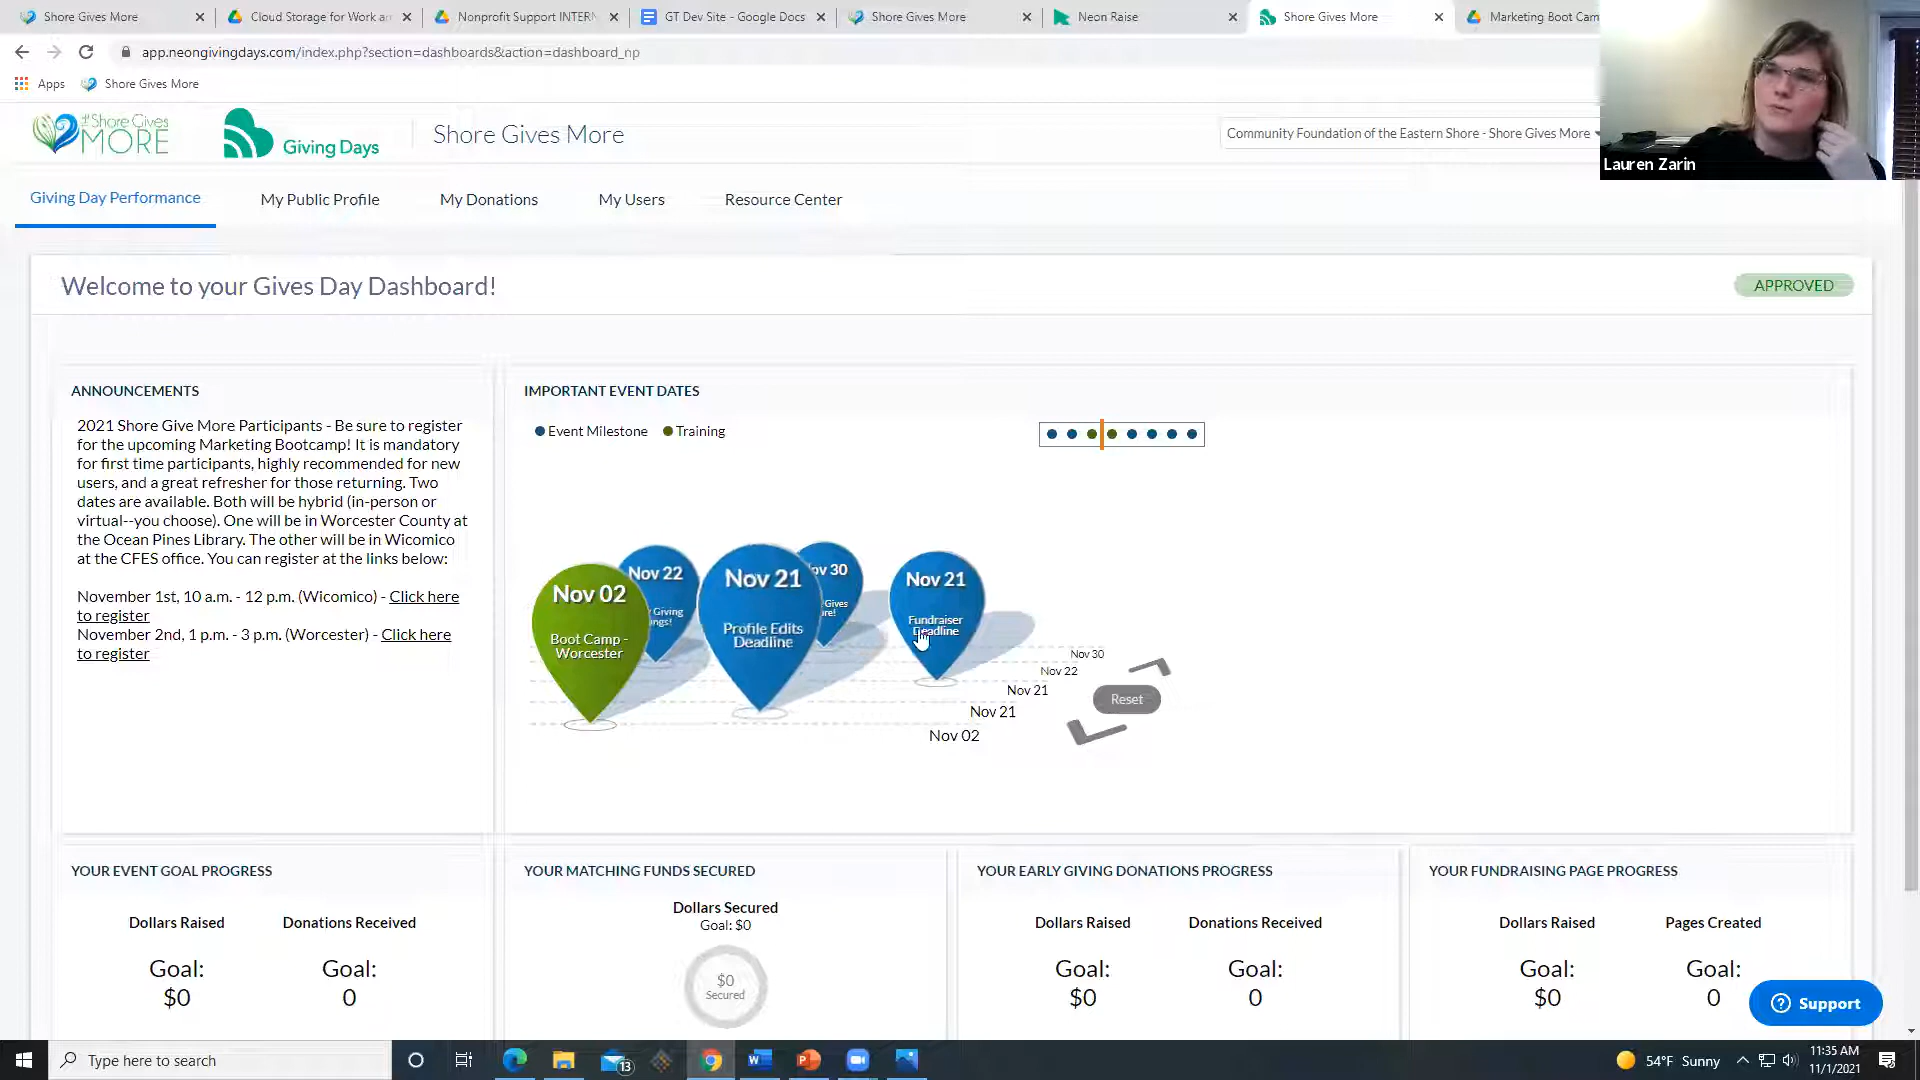 Shore Gives More
Cloud Storage for Work an
Nonprofit Support INTERN
GT Dev Site - Google Docs
Shore Gives More
Neon Raise
Shore Gives More
Marketing Boot Cam
app.neongivingdays.com/index.php?section=dashboards&action=dashboard_np
Apps
Shore Gives More
Shore Gives
MORE
Giving Days
Shore Gives More
Community Foundation of the Eastern Shore - Shore Gives More
Lauren Zarin
Giving Day Performance
My Public Profile
My Donations
My Users
Resource Center
Welcome to your Gives Day Dashboard!
APPROVED
ANNOUNCEMENTS
2021 Shore Give More Participants - Be sure to register
for the upcoming Marketing Bootcamp! It is mandatory
for first time participants, highly recommended for new
users, and a great refresher for those returning. Two
dates are available. Both will be hybrid (in-person or
virtual--you choose). One will be in Worcester County at
the Ocean Pines Library. The other will be in Wicomico
at the CFES office. You can register at the links below:
November 1st, 10 a.m. - 12 p.m. (Wicomico) - Click here
to register
November 2nd, 1 p.m. - 3 p.m. (Worcester) - Click here
to register
IMPORTANT EVENT DATES
Event Milestone
Training
Nov 02
Boot Camp -
Worcester
Nov 22
Giving
Nov 21
Profile Edits
Deadline
ov 30
Gives
Nov 21
Fundraiser
Deadline
Nov 30
Nov 22
Nov 21
Nov 21
Nov 02
Reset
YOUR EVENT GOAL PROGRESS
Dollars Raised
Goal:
$0
Donations Received
Goal:
0
YOUR MATCHING FUNDS SECURED
Dollars Secured
Goal: $0
$0
Secured
YOUR EARLY GIVING DONATIONS PROGRESS
Dollars Raised
Goal:
$0
Donations Received
Goal:
0
YOUR FUNDRAISING PAGE PROGRESS
Dollars Raised
Goal:
$0
Pages Created
Goal:
0
Support
Type here to search
13
54°F Sunny
11:35 AM
11/1/2021